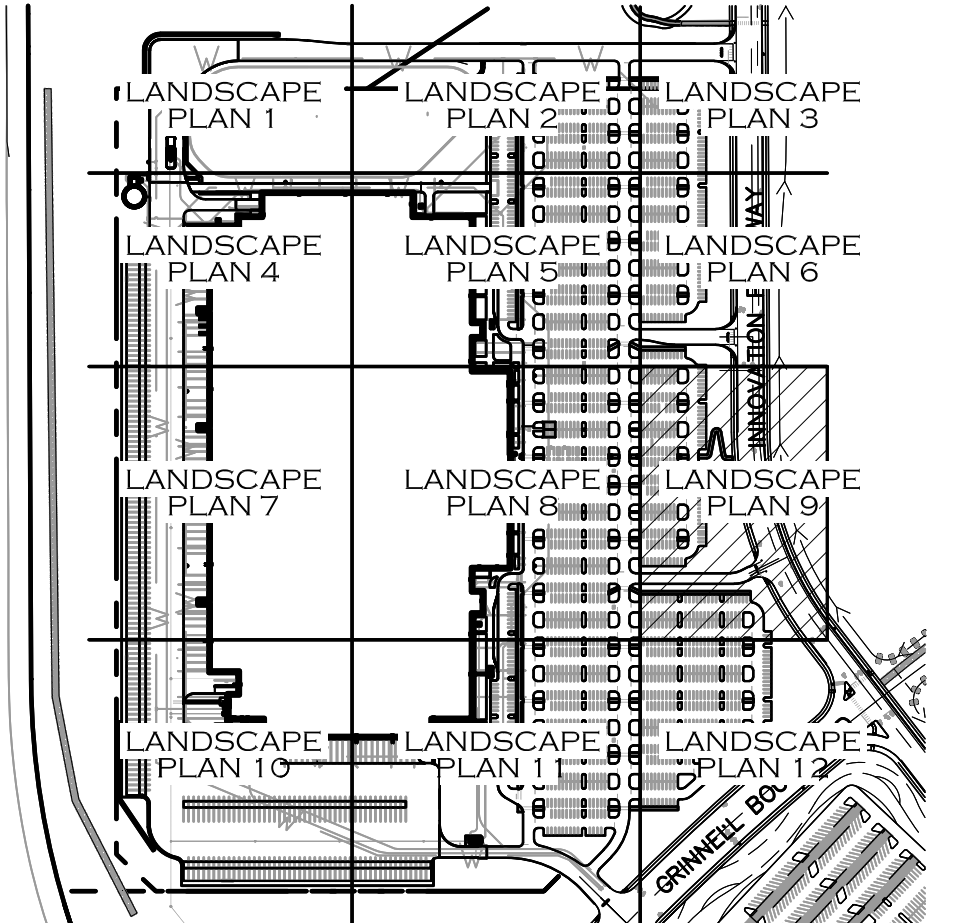 LANDSCAPE
PLAN 1
LANDSCAPE
PLAN 2
LANDSCAPE
PLAN 3
LANDSCAPE
PLAN 4
LANDSCAPE
PLAN 5
LANDSCAPE
PLAN 6
INNOVATION WAY
LANDSCAPE
PLAN 7
LANDSCAPE
PLAN 8
LANDSCAPE
PLAN 9
LANDSCAPE
PLAN 10
LANDSCAPE
PLAN 11
LANDSCAPE
PLAN 12
GRINNELL
W
W
W
W
W
W
W
W